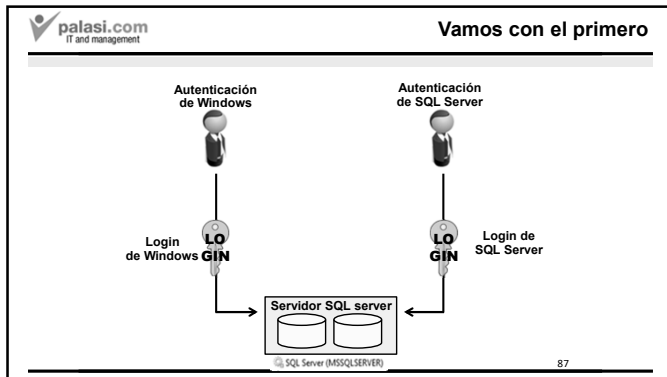 palasi.com
IT and management
Vamos con el primero
Autenticación
de Windows
Autenticación
de SQL Server
Login
de Windows
LO
GIN
LO
GIN
Login de
SQL Server
Servidor SQL server
SQL Server (MSSQLSERVER)
87